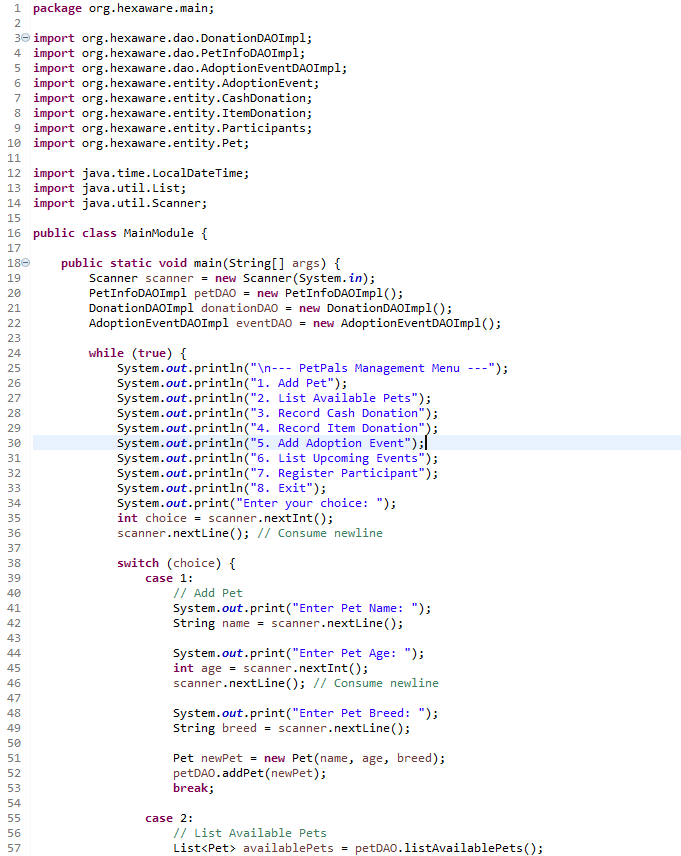 1 package org.hexaware.main;
2
3 import org.hexaware.dao.DonationDAOImpl;
4 import org.hexaware.dao.PetInfoDAOImpl;
5 import org.hexaware.dao.AdoptionEventDAOImpl;
6 import org.hexaware.entity.AdoptionEvent;
7 import org.hexaware.entity.CashDonation;
8 import org.hexaware.entity.ItemDonation;
9 import org.hexaware.entity.Participants;
10 import org.hexaware.entity.Pet;
11
12 import java.time.LocalDateTime;
13 import java.util.List;
14 import java.util.Scanner;
15
16 public class MainModule {
17
18     public static void main(String[] args) {
19         Scanner scanner = new Scanner(System.in);
20         PetInfoDAOImpl petDAO = new PetInfoDAOImpl();
21         DonationDAOImpl donationDAO = new DonationDAOImpl();
22         AdoptionEventDAOImpl eventDAO = new AdoptionEventDAOImpl();
23
24         while (true) {
25             System.out.println("\n--- PetPals Management Menu ---");
26             System.out.println("1. Add Pet");
27             System.out.println("2. List Available Pets");
28             System.out.println("3. Record Cash Donation");
29             System.out.println("4. Record Item Donation");
30             System.out.println("5. Add Adoption Event");
31             System.out.println("6. List Upcoming Events");
32             System.out.println("7. Register Participant");
33             System.out.println("8. Exit");
34             System.out.print("Enter your choice: ");
35             int choice = scanner.nextInt();
36             scanner.nextLine(); // Consume newline
37
38             switch (choice) {
39                 case 1:
40                     // Add Pet
41                     System.out.print("Enter Pet Name: ");
42                     String name = scanner.nextLine();
43
44                     System.out.print("Enter Pet Age: ");
45                     int age = scanner.nextInt();
46                     scanner.nextLine(); // Consume newline
47
48                     System.out.print("Enter Pet Breed: ");
49                     String breed = scanner.nextLine();
50
51                     Pet newPet = new Pet(name, age, breed);
52                     petDAO.addPet(newPet);
53                     break;
54
55                 case 2:
56                     // List Available Pets
57                     List<Pet> availablePets = petDAO.listAvailablePets();